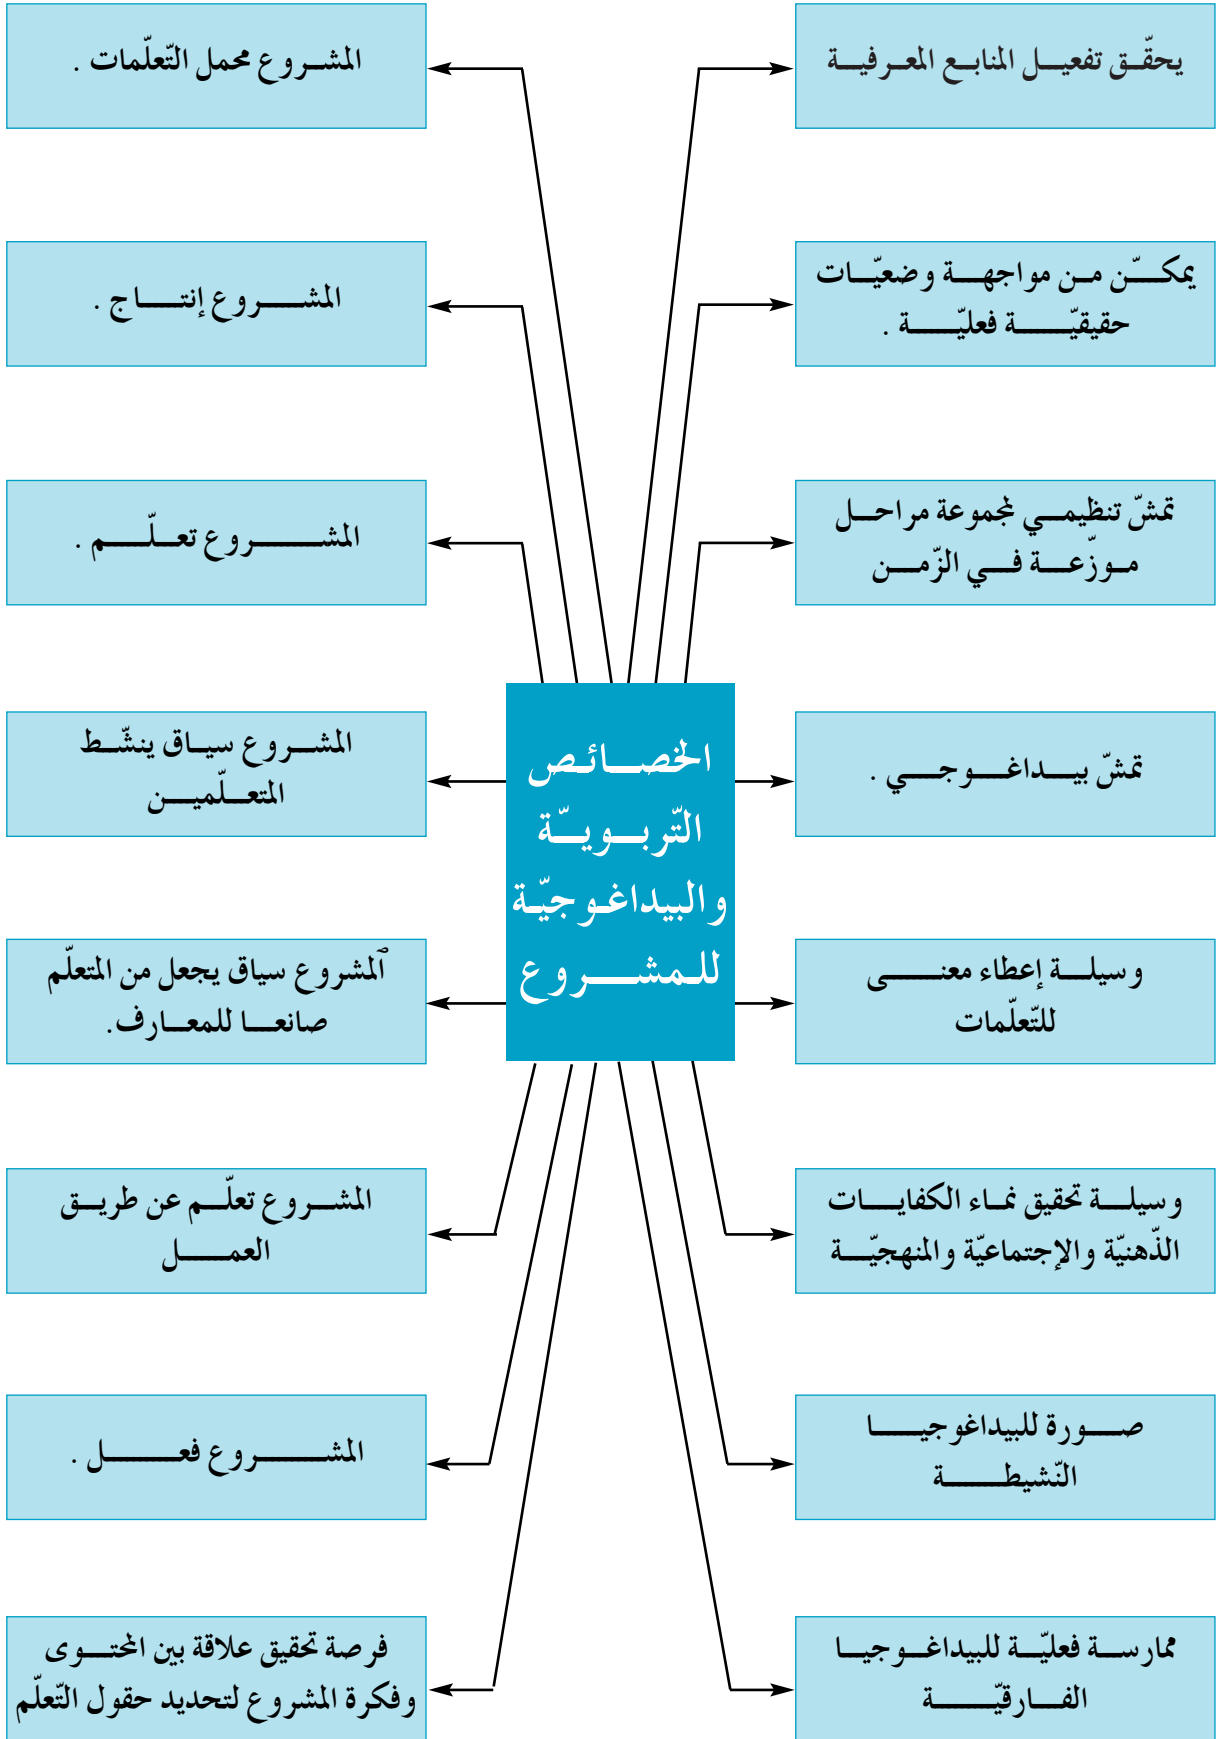 يحقّق تفعيل المنابع المعرفية
المشروع محمل التّعلّمات .
يمكّن من مواجهة وضعيّات
حقيقيّة فعليّة .
المشروع إنتاج .
تمشّ تنظيمي لمجموعة مراحل
موزّعة في الزّمن
المشروع تعلّم .
الخصائص
التّربويّة
والبيداغوجيّة
للمشروع
تمشّ بيداغوجي .
المشروع سياق ينشّط
المتعلّمين
وسيلة إعطاء معنى
للتّعلّمات
المشروع سياق يجعل من المتعلّم
صانعا للمعارف.
وسيلة تحقيق نماء الكفايات
الذّهنيّة والإجتماعيّة والمنهجيّة
المشروع تعلّم عن طريق
العمل
صورة للبيداغوجيا
النّشيطة
المشروع فعل .
ممارسة فعليّة للبيداغوجيا
الفارقيّة
فرصة تحقيق علاقة بين المحتوى
وفكرة المشروع لتحديد حقول التّعلّم